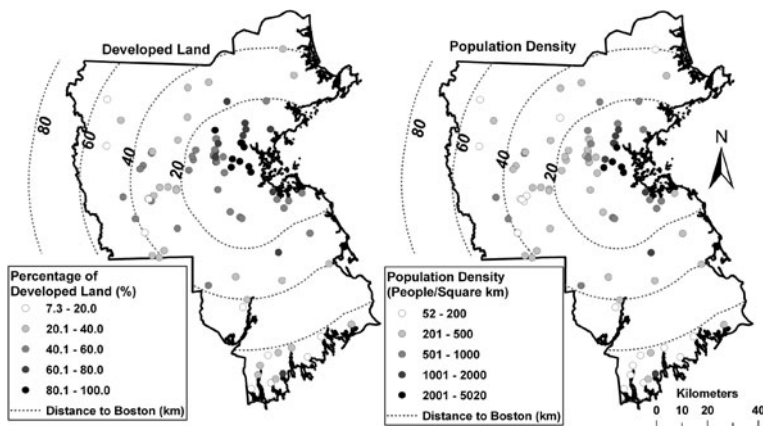 Developed Land
80
60
40
20
Percentage of
Developed Land (%)
7.3 - 20.0
20.1 - 40.0
40.1 - 60.0
60.1 - 80.0
80.1 - 100.0
Distance to Boston (km)
Population Density
80
60
40
20
N
Population Density
(People/Square km)
52 - 200
201 - 500
501 - 1000
1001 - 2000
2001 - 5020
Distance to Boston (km)
Kilometers
0 10 20 40